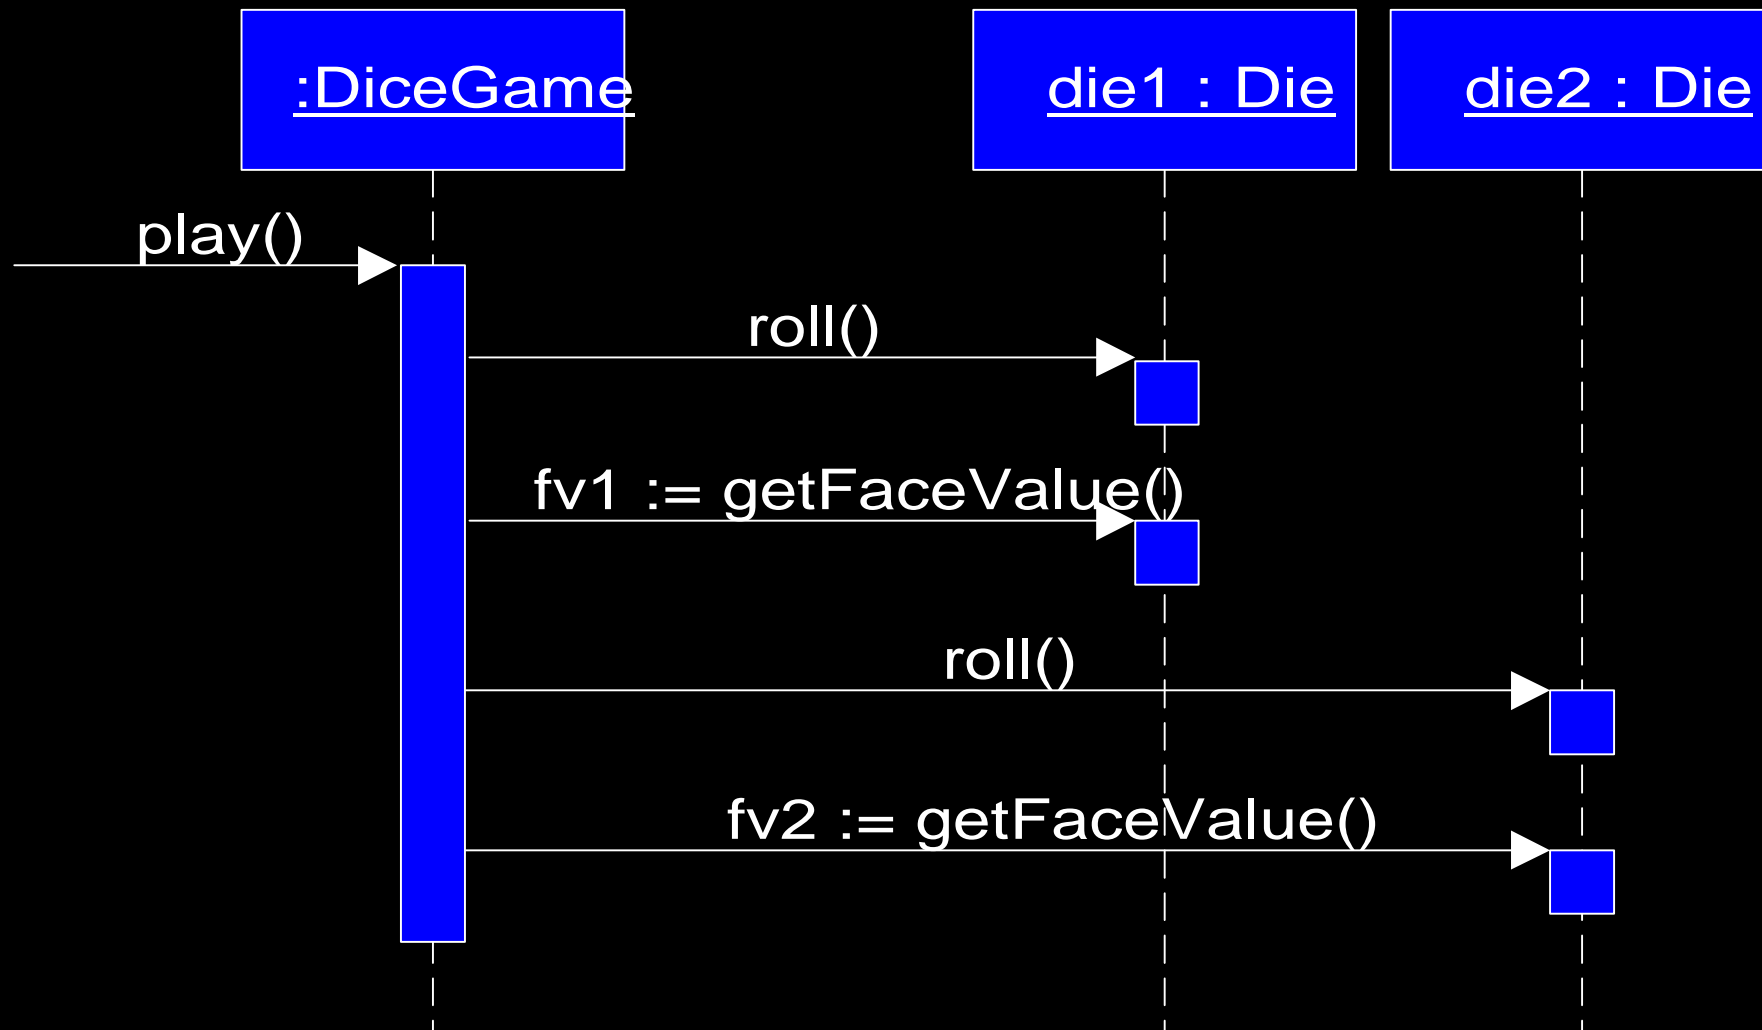 :DiceGame
die1 : Die
die2 : Die
play()
roll()
fv1 := getFaceValue()
roll()
fv2 := getFaceValue()